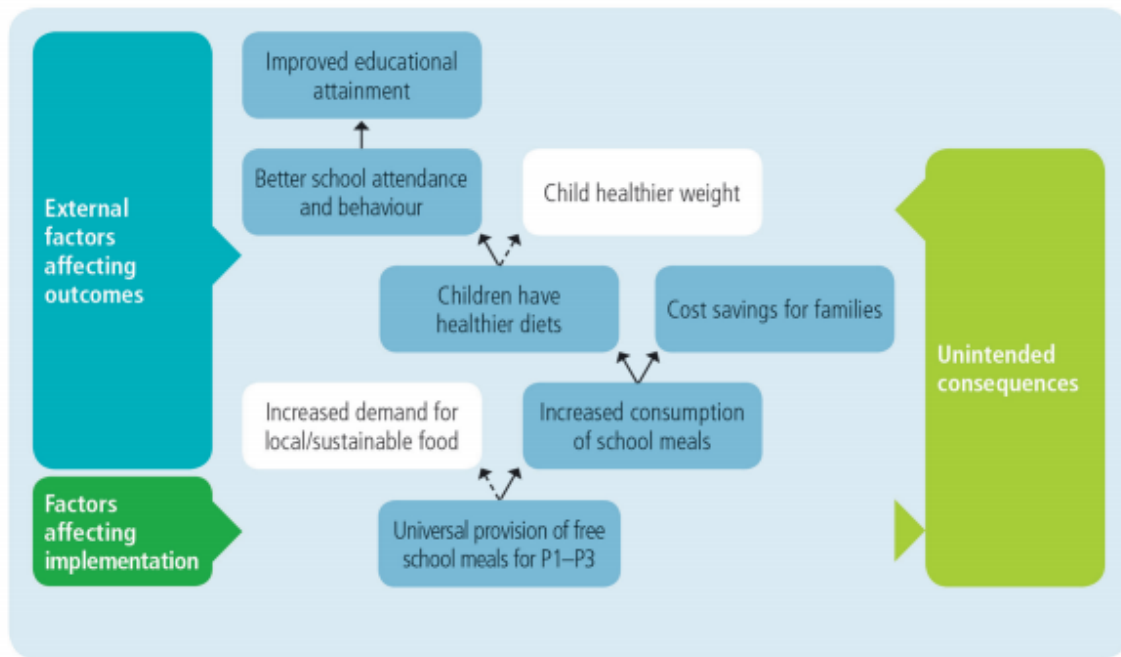 Improved educational
attainment
Better school attendance
and behaviour
Child healthier weight
External
factors
affecting
outcomes
Children have
healthier diets
Cost savings for families
Unintended
consequences
Increased demand for
local/sustainable food
Increased consumption
of school meals
Factors
affecting
implementation
Universal provision of free
school meals for P1–P3